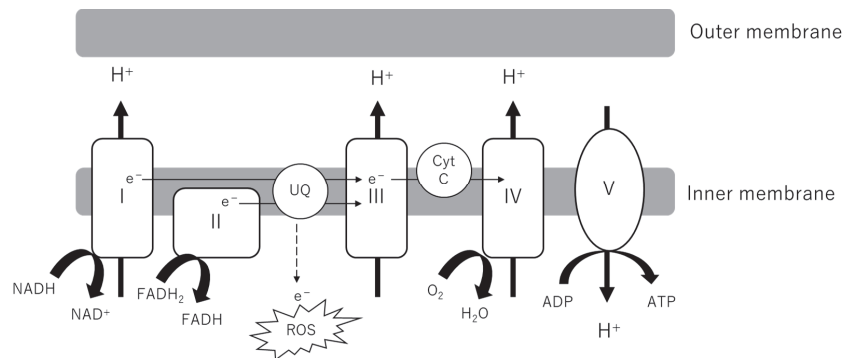 Outer membrane
H⁺ H⁺ H⁺
Cyt
C
e⁻ e⁻
UQ
I III IV V
Inner membrane
e⁻
II
NADH
NAD⁺
FADH₂
FADH
e⁻
ROS
O₂
H₂O
ADP
ATP
H⁺